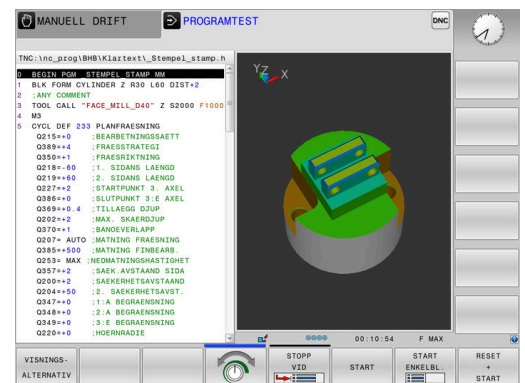 MANUELL DRIFT
PROGRAMTEST
DNC
TNC:\nc_prog\BHB\Klartext\_Stempel_stamp.h
0 BEGIN PGM _STEMPEL_STAMP MM
1 BLK FORM CYLINDER Z R30 L60 DIST+2
2 ;ANY COMMENT
3 TOOL CALL "FACE_MILL_D40" Z S2000 F1000
4 M3
5 CYCL DEF 233 PLANFRAESNING
Q215=+0 ;BEARBETNINGSSAETT
Q389=+4 ;FRAESSTRATEGI
Q350=+1 ;FRAESRIKTNING
Q218=-60 ;1. SIDANS LAENGD
Q219=+60 ;2. SIDANS LAENGD
Q227=+2 ;STARTPUNKT 3. AXEL
Q386=+0 ;SLUTPUNKT 3:E AXEL
Q369=+0.4 ;TILLAEGG DJUP
Q202=+2 ;MAX. SKAERDJUP
Q370=+1 ;BANOEVERLAPP
Q207= AUTO ;MATNING FRAESNING
Q385=+500 ;MATNING FINBEARB.
Q253= MAX ;NEDMATNINGSHASTIGHET
Q357=+2 ;SAEK.AVSTAAND SIDA
Q200=+2 ;SAEKERHETSAVSTAAND
Q204=+50 ;2. SAEKERHETSAVST.
Q347=+0 ;1:A BEGRAENSNING
Q348=+0 ;2:A BEGRAENSNING
Q349=+0 ;3:E BEGRAENSNING
Q220=+0 ;HOERNRADIE
Y Z X
00:10:54 F MAX
VISNINGS-
ALTERNATIV
STOPP
VID
START
START
ENKELBL.
RESET
+
START